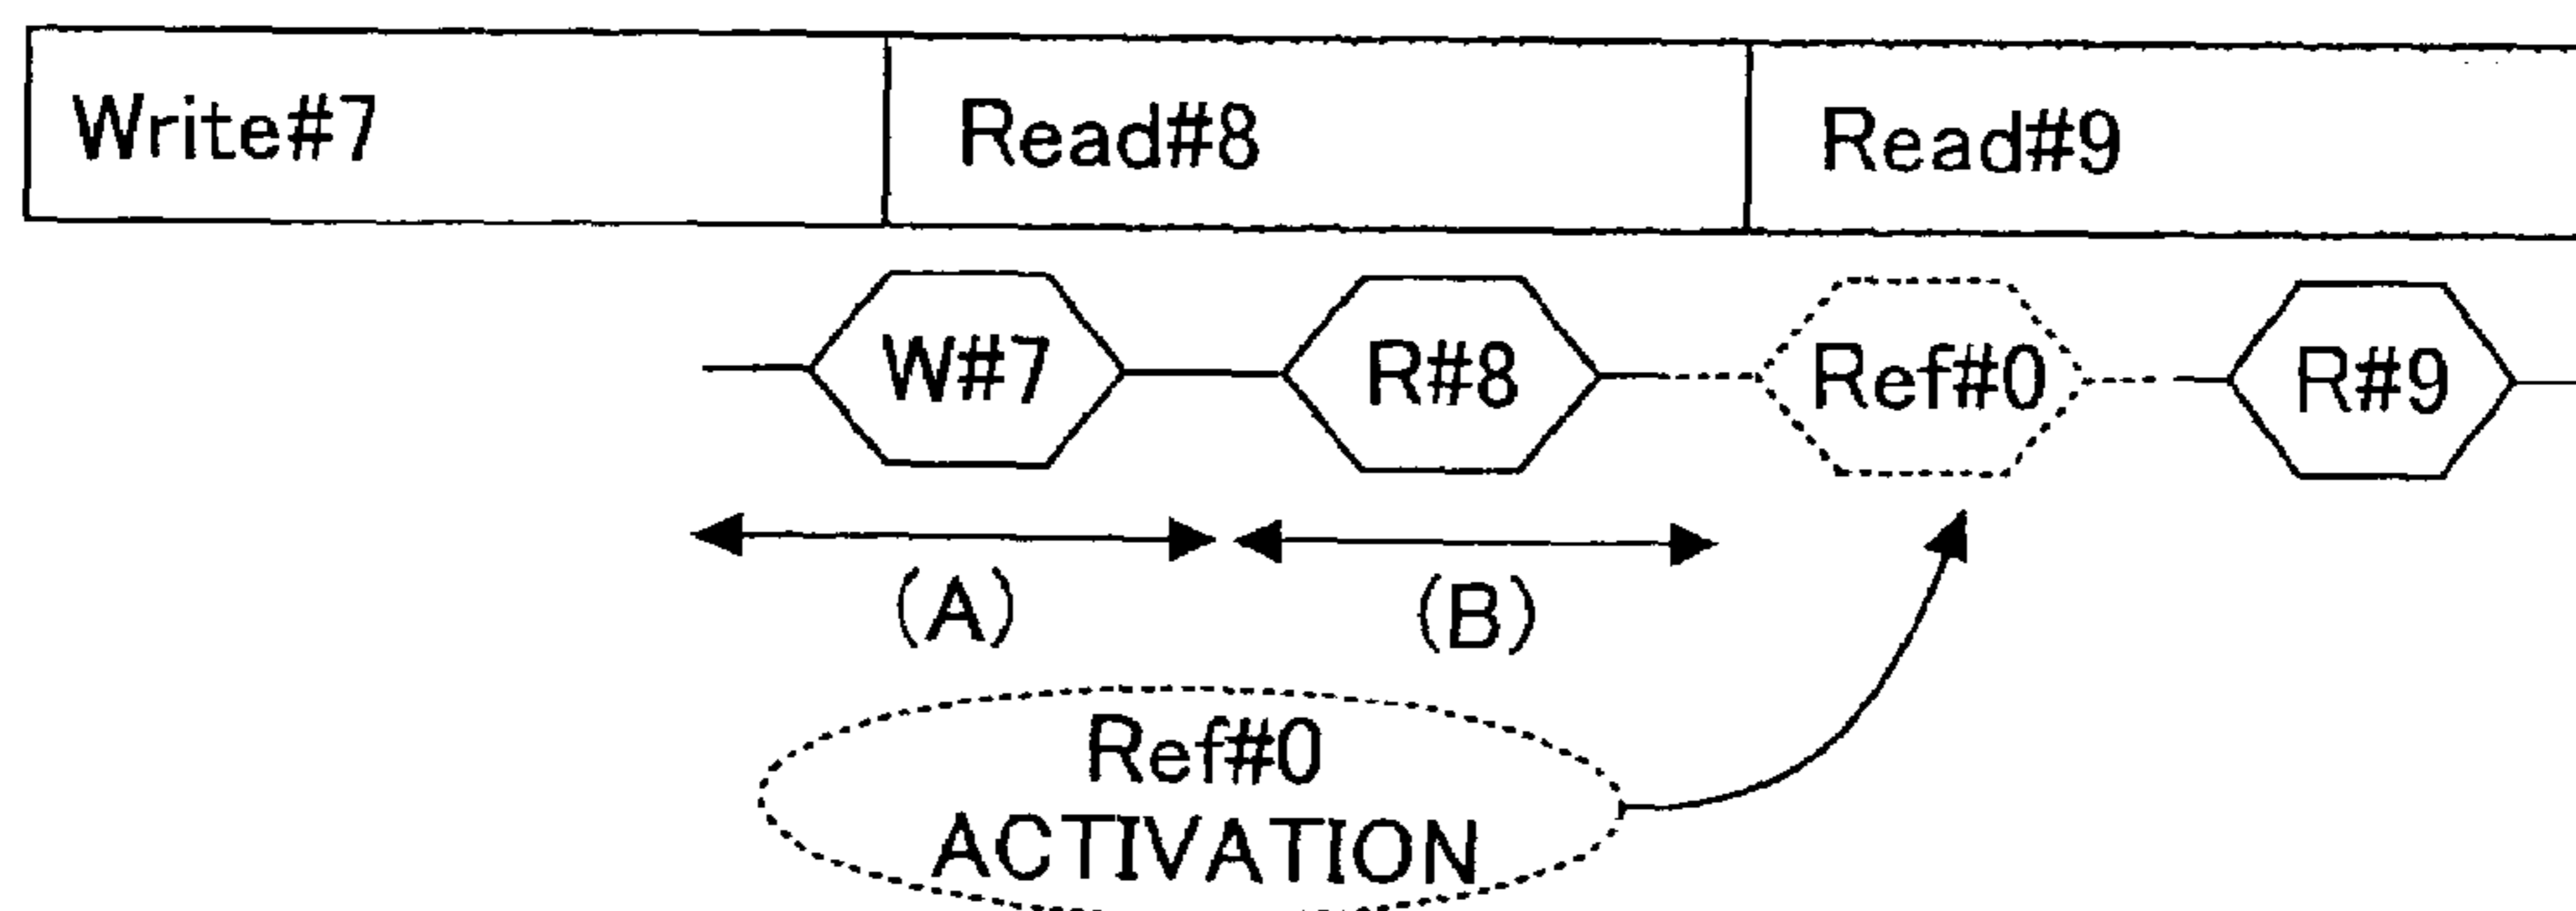 Write#7 Read#8 Read#9
W#7 R#8 Ref#0 R#9
(A) (B)
Ref#0
ACTIVATION